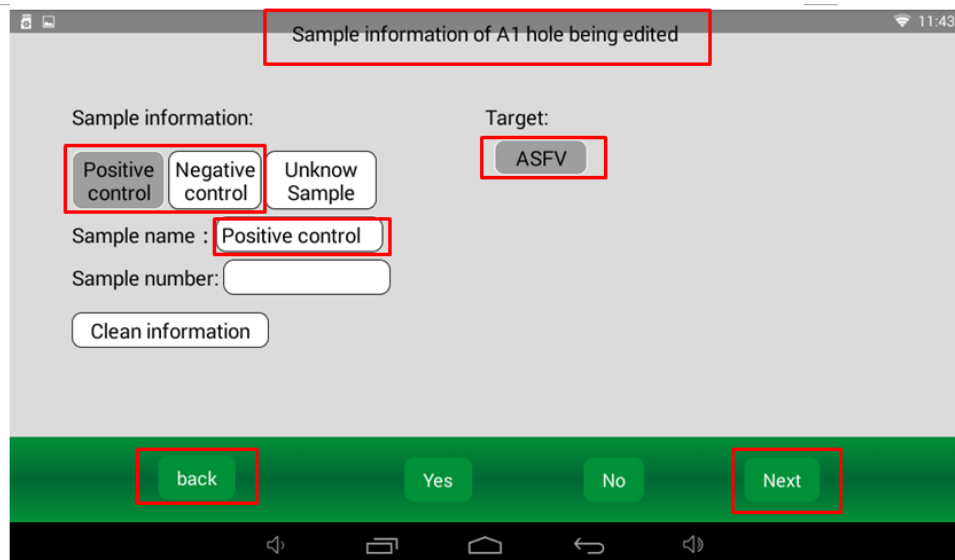 11:43
Sample information of A1 hole being edited
Sample information:
Target:
Positive control
Negative control
Unknow Sample
ASFV
Sample name : Positive control
Sample number:
Clean information
back
Yes
No
Next